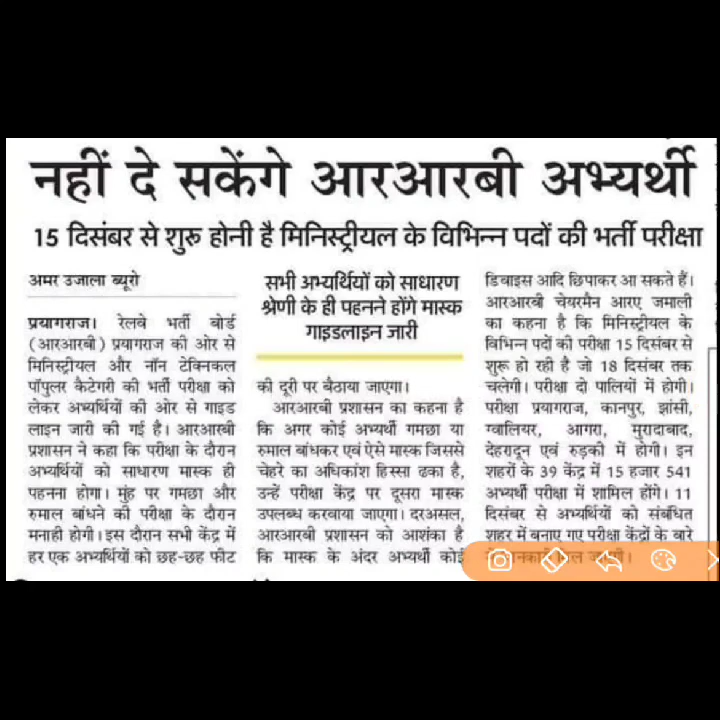 नहीं दे सकेंगे आरआरबी अभ्यर्थी
15 दिसंबर से शुरू होनी है मिनिस्ट्रीयल के विभिन्न पदों की भर्ती परीक्षा
अमर उजाला ब्यूरो
प्रयागराज। रेलवे भर्ती बोर्ड
(आरआरबी) प्रयागराज की ओर से
मिनिस्ट्रीयल और नॉन टेक्निकल
पॉपुलर कैटेगरी की भर्ती परीक्षा को
लेकर अभ्यर्थियों की ओर से गाइड
लाइन जारी की गई है। आरआरबी
प्रशासन ने कहा कि परीक्षा के दौरान
अभ्यर्थियों को साधारण मास्क ही
पहनना होगा। मुंह पर गमछा और
रुमाल बांधने की परीक्षा के दौरान
मनाही होगी। इस दौरान सभी केंद्र में
हर एक अभ्यर्थियों को छह-छह फीट
सभी अभ्यर्थियों को साधारण
श्रेणी के ही पहनने होंगे मास्क
गाइडलाइन जारी
की दूरी पर बैठाया जाएगा।
आरआरबी प्रशासन का कहना है
कि अगर कोई अभ्यर्थी गमछा या
रुमाल बांधकर एवं ऐसे मास्क जिससे
चेहरे का अधिकांश हिस्सा ढका है,
उन्हें परीक्षा केंद्र पर दूसरा मास्क
उपलब्ध करवाया जाएगा। दरअसल,
आरआरबी प्रशासन को आशंका है
कि मास्क के अंदर अभ्यर्थी कोई
डिवाइस आदि छिपाकर आ सकते हैं।
आरआरबी चेयरमैन आरए जमाली
का कहना है कि मिनिस्ट्रीयल के
विभिन्न पदों की परीक्षा 15 दिसंबर से
शुरू हो रही है जो 18 दिसंबर तक
चलेगी। परीक्षा दो पालियों में होगी।
परीक्षा प्रयागराज, कानपुर, झांसी,
ग्वालियर, आगरा, मुरादाबाद,
देहरादून एवं रुड़की में होगी। इन
शहरों के 39 केंद्र में 15 हजार 541
अभ्यर्थी परीक्षा में शामिल होंगे। 11
दिसंबर से अभ्यर्थियों को संबंधित
शहर में बनाए गए परीक्षा केंद्रों के बारे